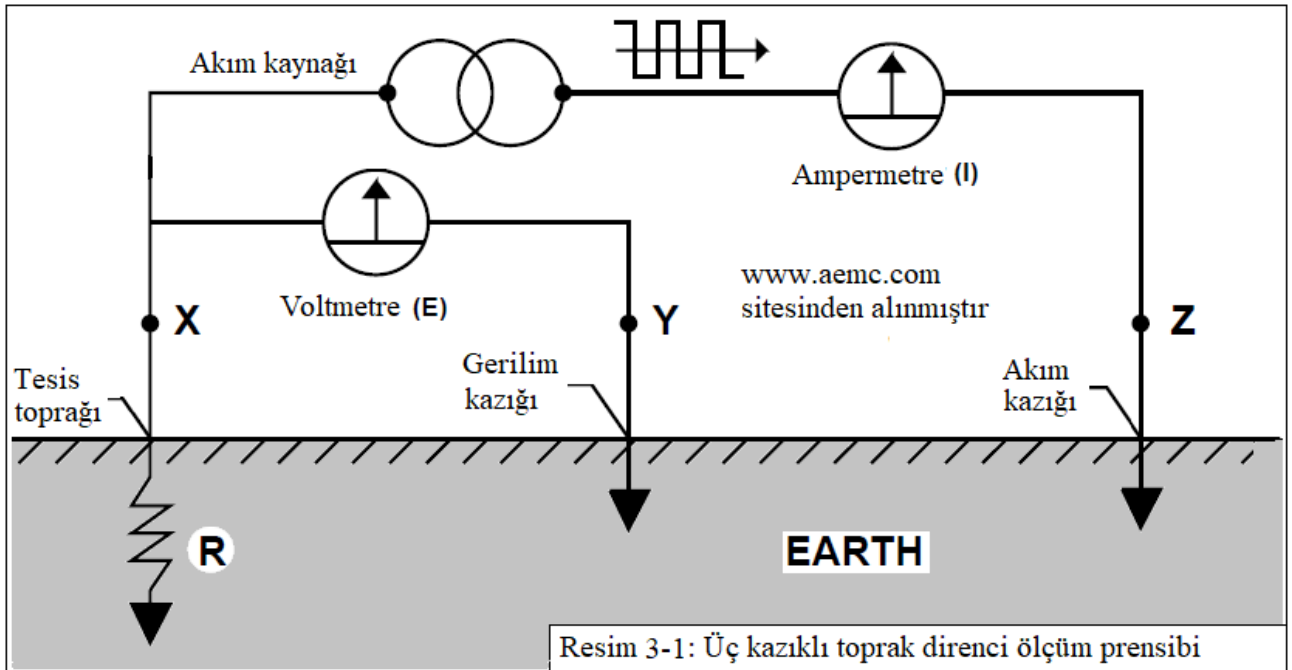 Akım kaynağı
Ampermetre (I)
Voltmetre (E)
www.aemc.com
sitesinden alınmıştır
X
Y
Z
Tesis
toprağı
Gerilim
kazığı
Akım
kazığı
R
EARTH
Resim 3-1: Üç kazıklı toprak direnci ölçüm prensibi